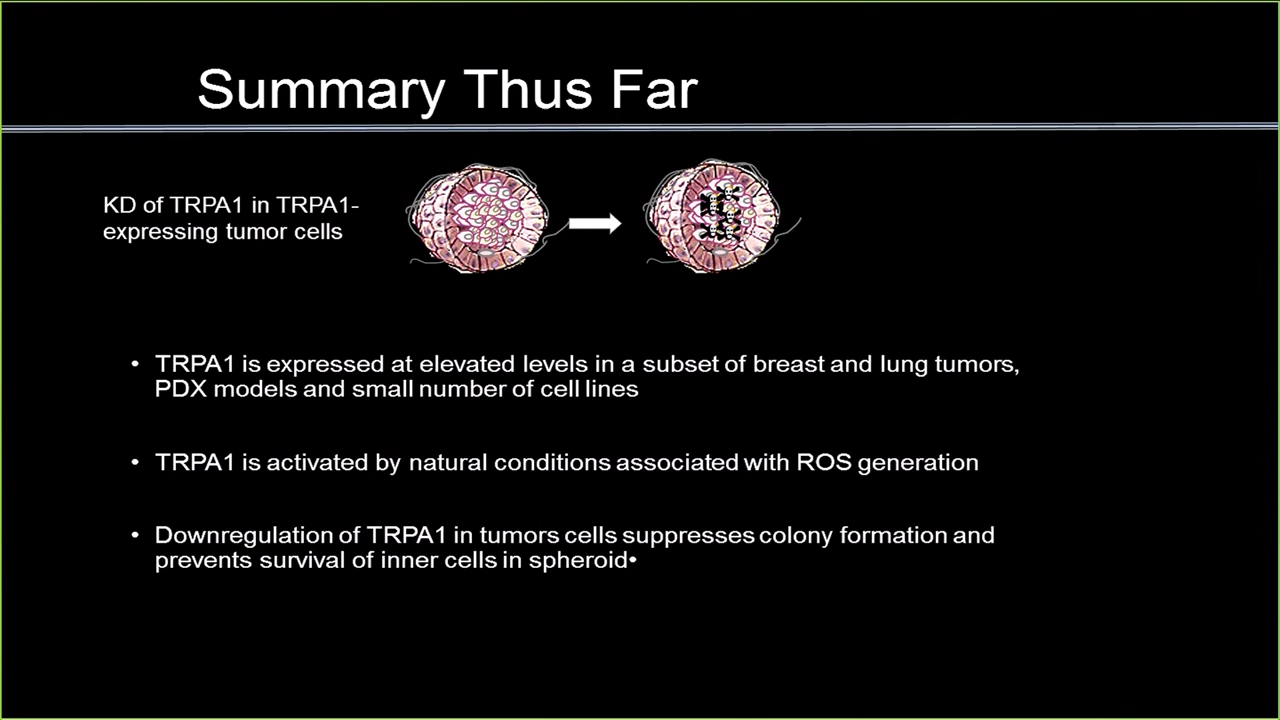 Summary Thus Far
KD of TRPA1 in TRPA1-
expressing tumor cells
• TRPA1 is expressed at elevated levels in a subset of breast and lung tumors,
PDX models and small number of cell lines
• TRPA1 is activated by natural conditions associated with ROS generation
• Downregulation of TRPA1 in tumors cells suppresses colony formation and
prevents survival of inner cells in spheroid•